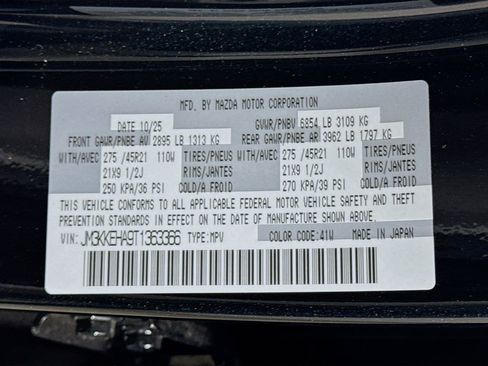 MFD. BY MAZDA MOTOR CORPORATION
DATE 10/25 GVWR/PNBV 6854 LB 3109 KG
FRONT GAWR/PNBE AV 2895 LB 1313 KG REAR GAWR/PNBE AR 3962 LB 1797 KG
WITH/AVEC 275 /45R21 110W TIRES/PNEUS WITH/AVEC 275 /45R21 110W TIRES/PNEUS
21X9 1/2J RIMS/JANTES 21X9 1/2J RIMS/JANTES
250 KPA/36 PSI COLD/A FROID 270 KPA/39 PSI COLD/A FROID
THIS VEHICLE CONFORMS TO ALL APPLICABLE FEDERAL MOTOR VEHICLE SAFETY AND THEFT
PREVENTION STANDARDS IN EFFECT ON THE DATE OF MANUFACTURE SHOWN ABOVE.
VIN: JM3KKEHA9T1363366 TYPE:MPV COLOR CODE:41W MADE IN JAPAN